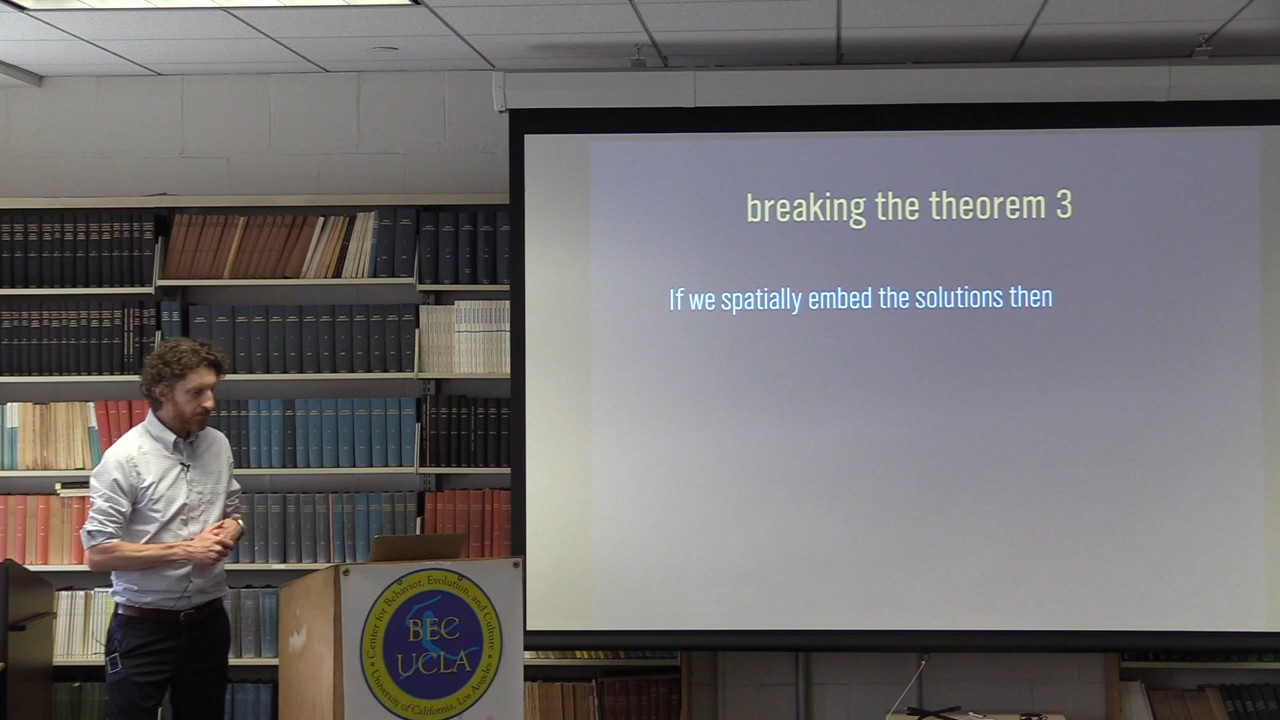 breaking the theorem 3
If we spatially embed the solutions then
Center for Behavior, Evolution, and Culture
BEC
UCLA
University of California, Los Angeles